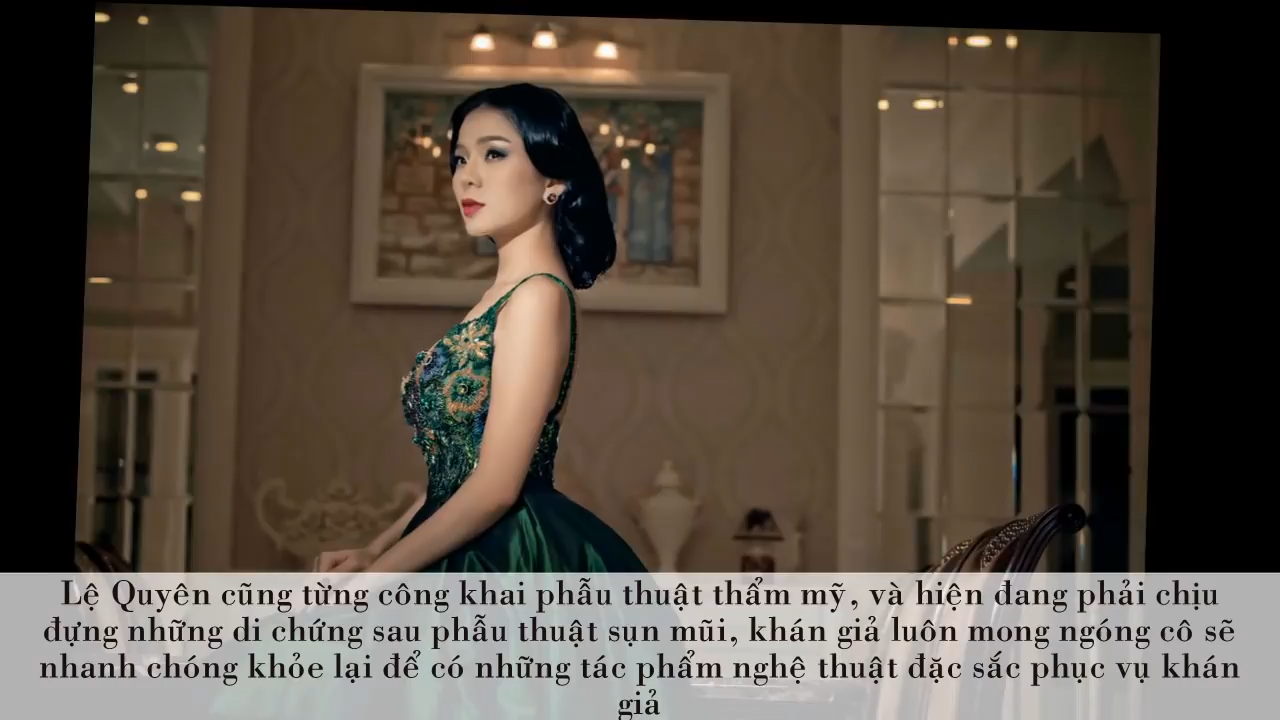 Lệ Quyên cũng từng công khai phẫu thuật thẩm mỹ, và hiện đang phải chịu
đựng những di chứng sau phẫu thuật sụn mũi, khán giả luôn mong ngóng cô sẽ
nhanh chóng khỏe lại để có những tác phẩm nghệ thuật đặc sắc phục vụ khán
giả